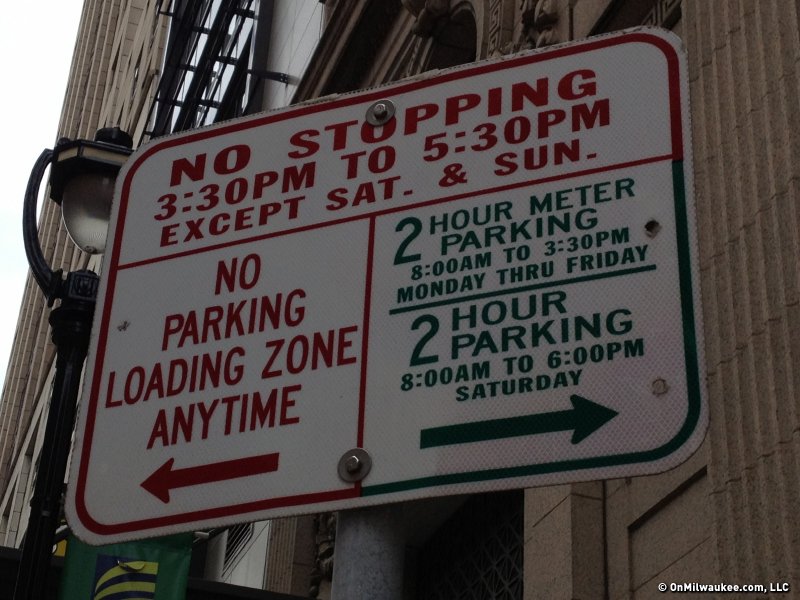 NO STOPPING
3:30PM TO 5:30PM
EXCEPT SAT. & SUN.
NO
PARKING
LOADING ZONE
ANYTIME
2 HOUR METER
PARKING
8:00AM TO 3:30PM
MONDAY THRU FRIDAY
2 HOUR
PARKING
8:00AM TO 6:00PM
SATURDAY
© OnMilwaukee.com, LLC